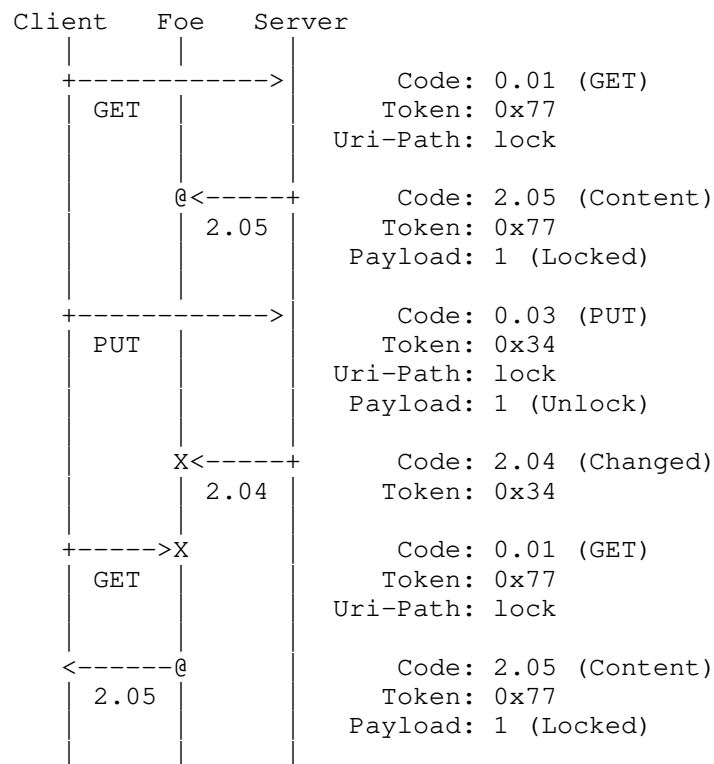 Client Foe Server
+------------->| Code: 0.01 (GET)
GET Token: 0x77
Uri-Path: lock
@<-----+ Code: 2.05 (Content)
2.05 Token: 0x77
Payload: 1 (Locked)
+------------->| Code: 0.03 (PUT)
PUT Token: 0x34
Uri-Path: lock
Payload: 1 (Unlock)
X<-----+ Code: 2.04 (Changed)
2.04 Token: 0x34
+----->X Code: 0.01 (GET)
GET Token: 0x77
Uri-Path: lock
<------@ Code: 2.05 (Content)
2.05 Token: 0x77
Payload: 1 (Locked)